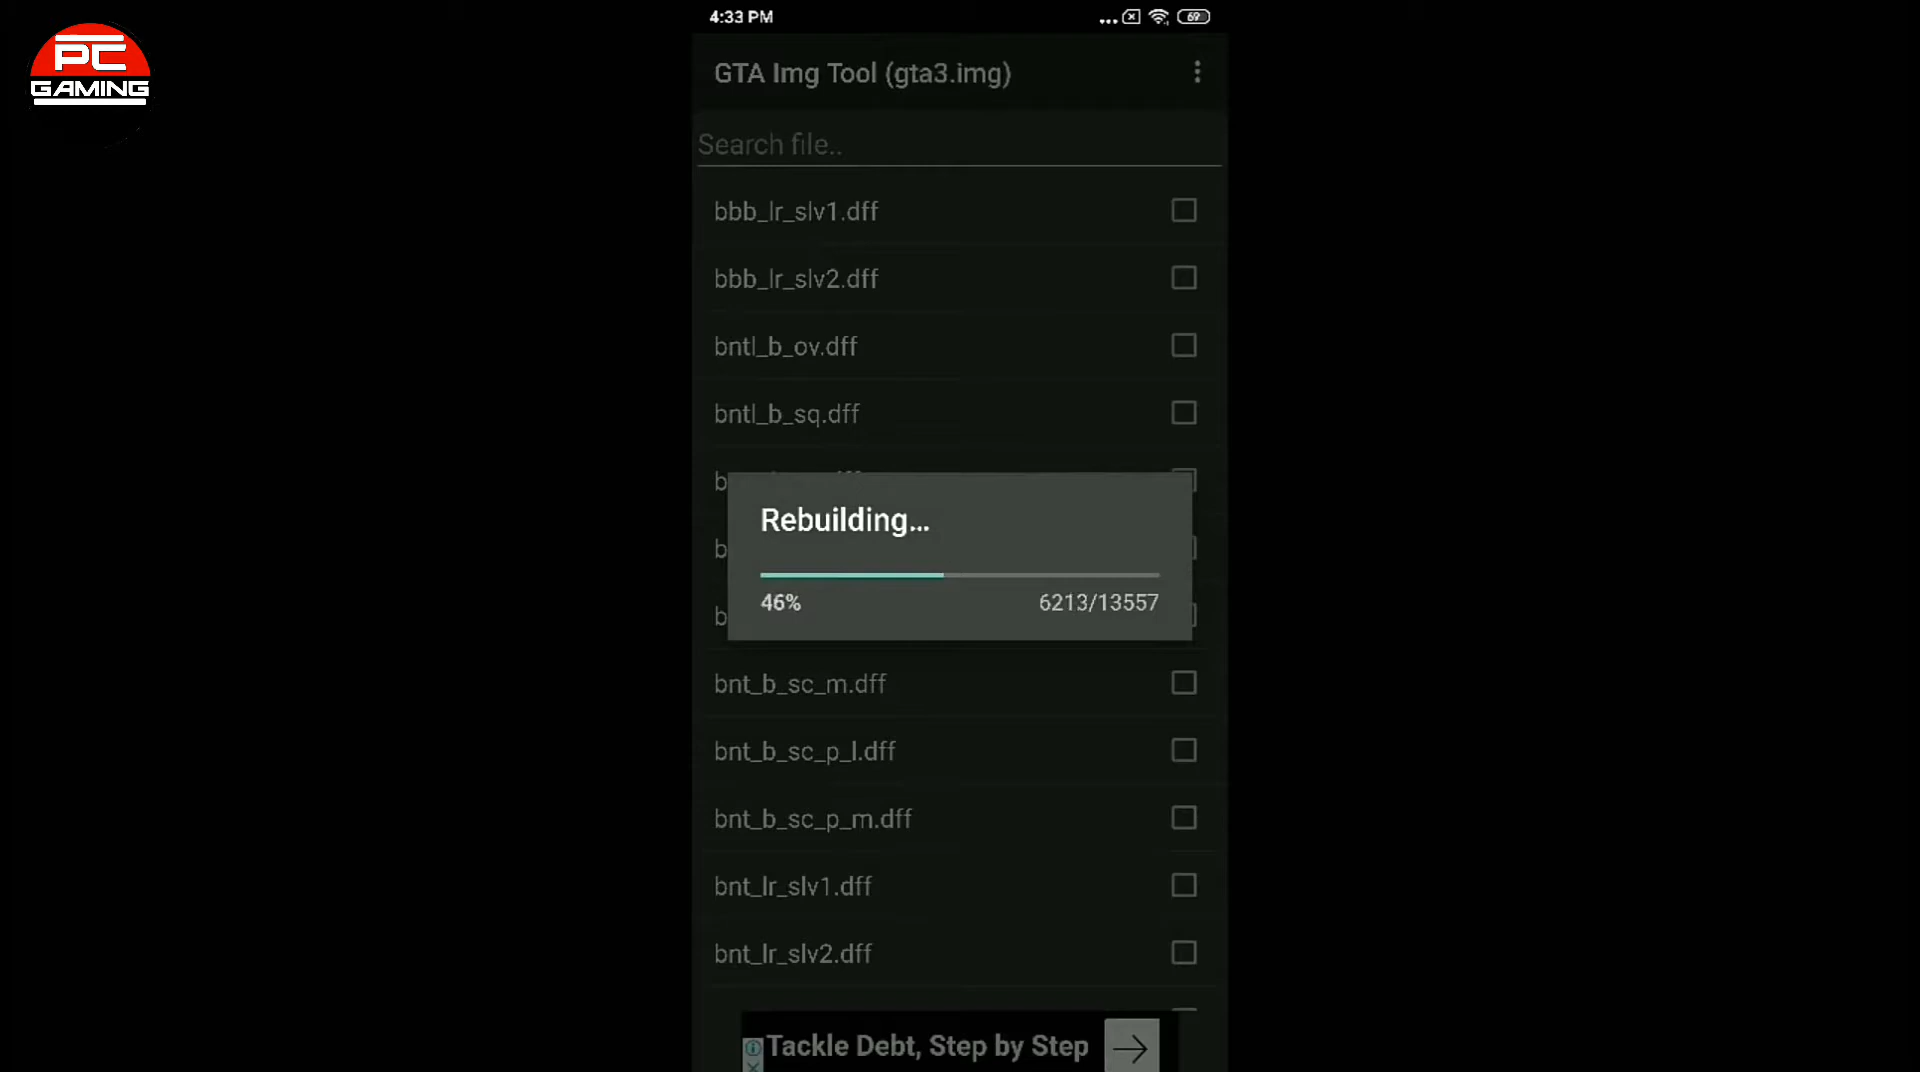 PC
GAMING
4:33 PM
69
GTA Img Tool (gta3.img)
Search file..
bbb_lr_slv1.dff
bbb_lr_slv2.dff
bntl_b_ov.dff
bntl_b_sq.dff
Rebuilding...
46%
6213/13557
bnt_b_sc_m.dff
bnt_b_sc_p_l.dff
bnt_b_sc_p_m.dff
bnt_lr_slv1.dff
bnt_lr_slv2.dff
Tackle Debt, Step by Step